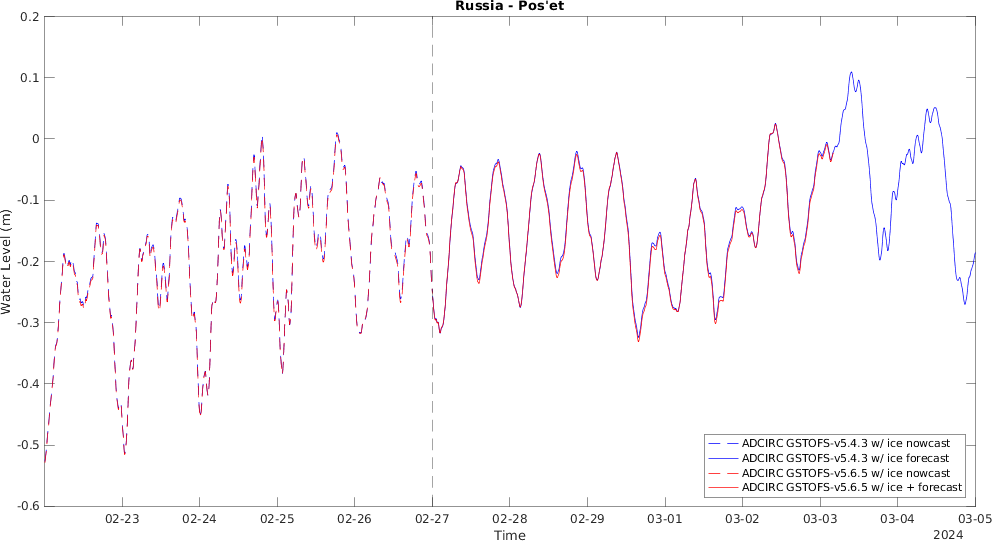 Russia - Pos'et
0.2
0.1
0
-0.1
-0.2
-0.3
-0.4
-0.5
-0.6
Water Level (m)
ADCIRC GSTOFS-v5.4.3 w/ ice nowcast
ADCIRC GSTOFS-v5.4.3 w/ ice forecast
ADCIRC GSTOFS-v5.6.5 w/ ice nowcast
ADCIRC GSTOFS-v5.6.5 w/ ice + forecast
02-23 02-24 02-25 02-26 02-27 02-28 02-29 03-01 03-02 03-03 03-04 03-05
Time
2024